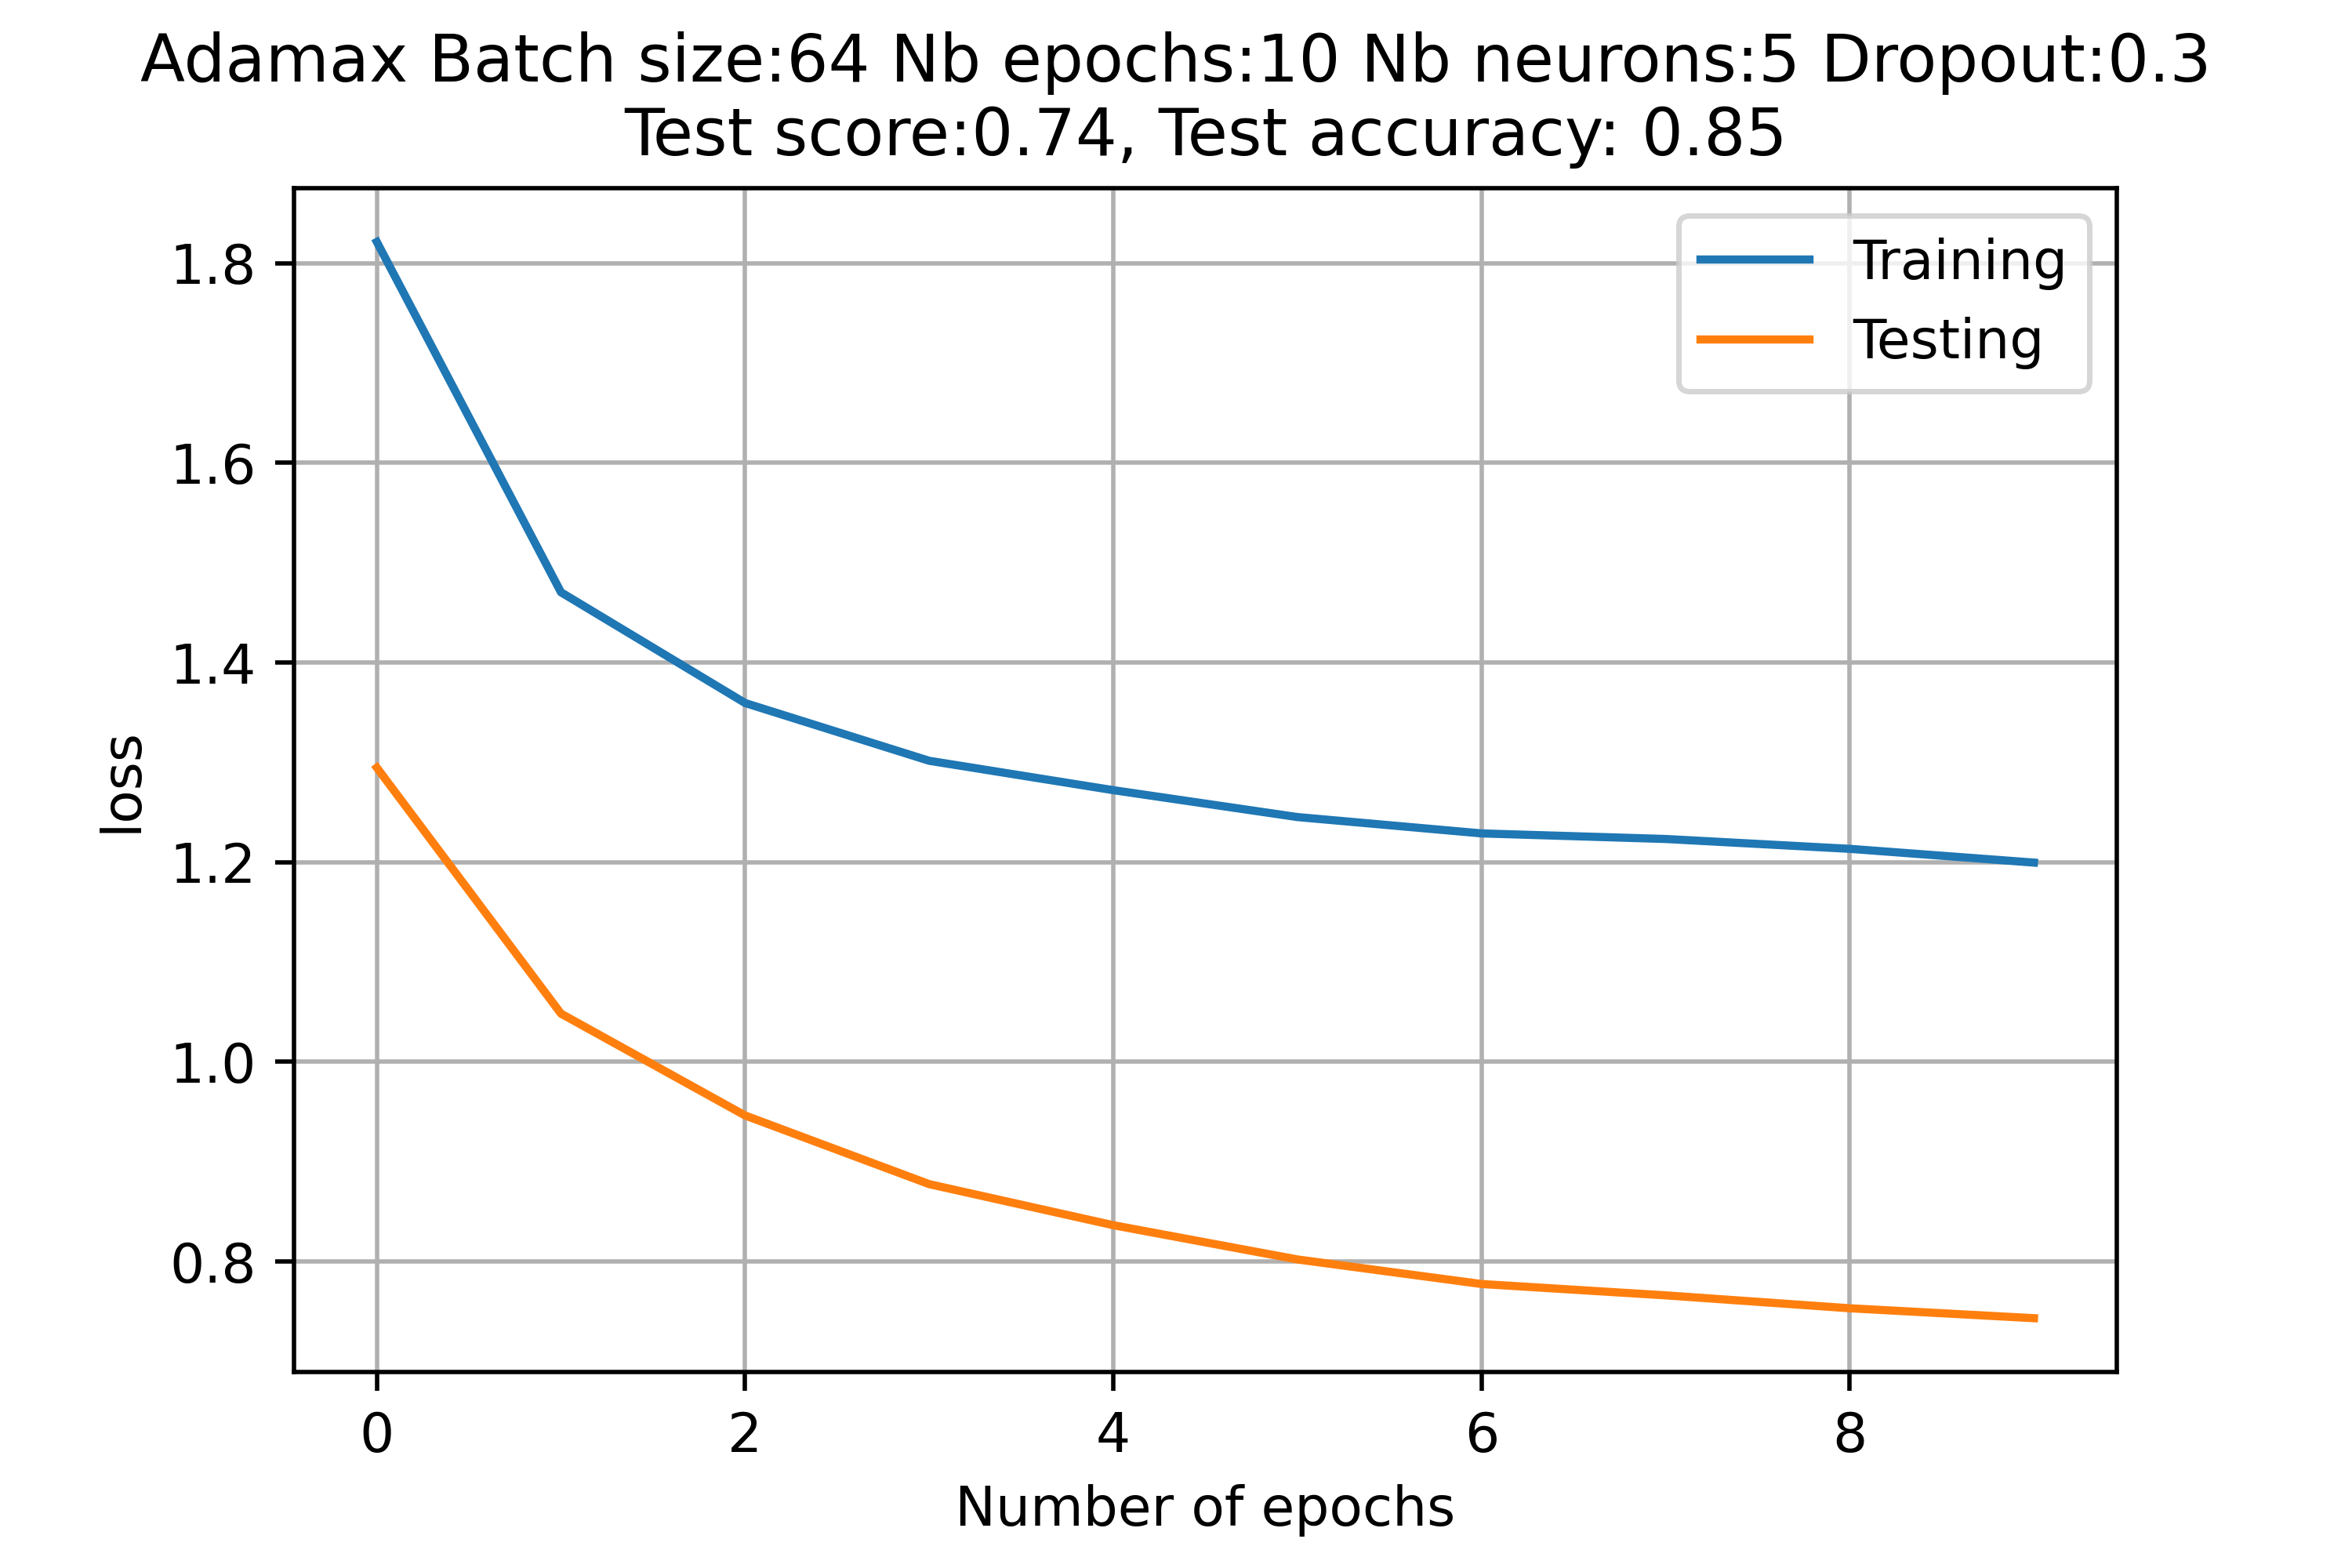 Adamax Batch size:64 Nb epochs:10 Nb neurons:5 Dropout:0.3
Test score:0.74, Test accuracy: 0.85
Training
Testing
1.8
1.6
1.4
1.2
1.0
0.8
loss
0 2 4 6 8
Number of epochs